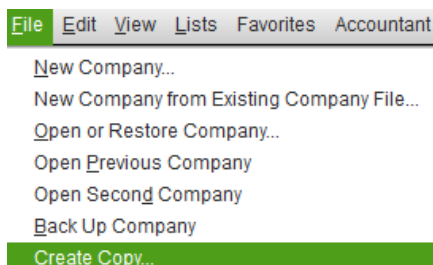 File Edit View Lists Favorites Accountant
New Company...
New Company from Existing Company File...
Open or Restore Company...
Open Previous Company
Open Second Company
Back Up Company
Create Copy...